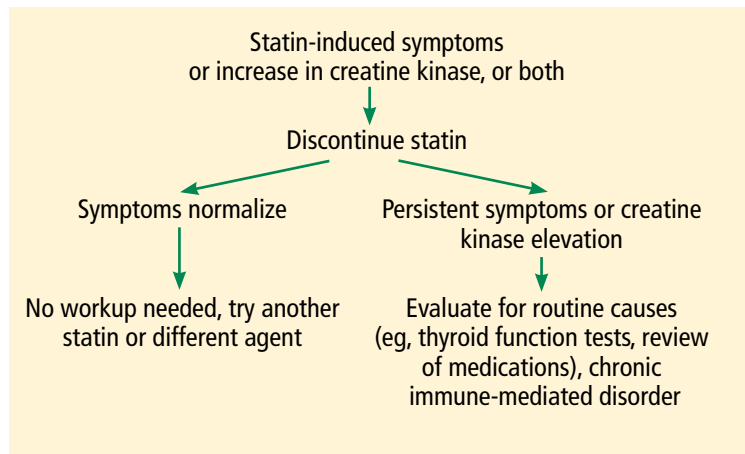 Statin-induced symptoms
or increase in creatine kinase, or both
Discontinue statin
Symptoms normalize
No workup needed, try another
statin or different agent
Persistent symptoms or creatine
kinase elevation
Evaluate for routine causes
(eg, thyroid function tests, review
of medications), chronic
immune-mediated disorder